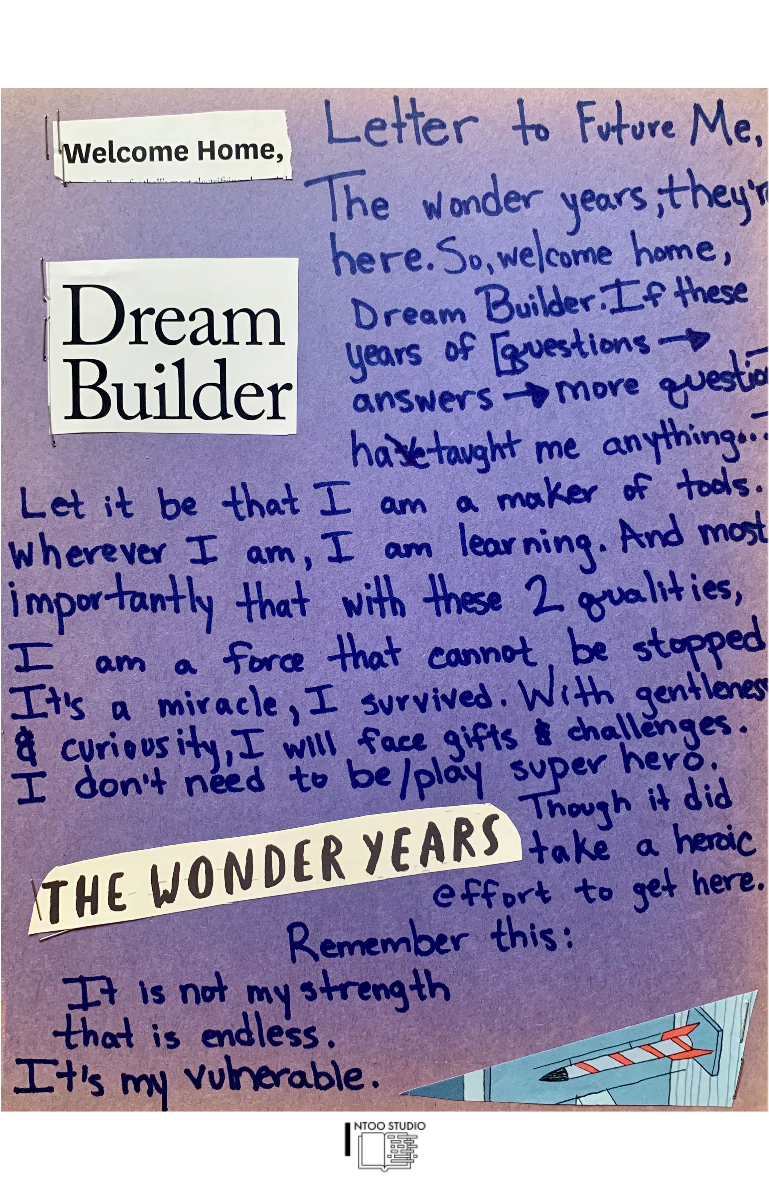 Welcome Home,
Dream
Builder
Letter to Future Me,
The wonder years, they'r
here. So, welcome home,
Dream Builder. If these
years of [questions →
answers → more questio
have taught me anything...
Let it be that I am a maker of tools.
Wherever I am, I am learning. And most
importantly that with these 2 qualities,
I am a force that cannot be stopped
It's a miracle, I survived. With gentlenes
& curiousity, I will face gifts & challenges.
I don't need to be/play super hero.
Though it did
take a heroic
effort to get here.
THE WONDER YEARS
Remember this:
It is not my strength
that is endless.
It's my vulnerable.
NTOO STUDIO